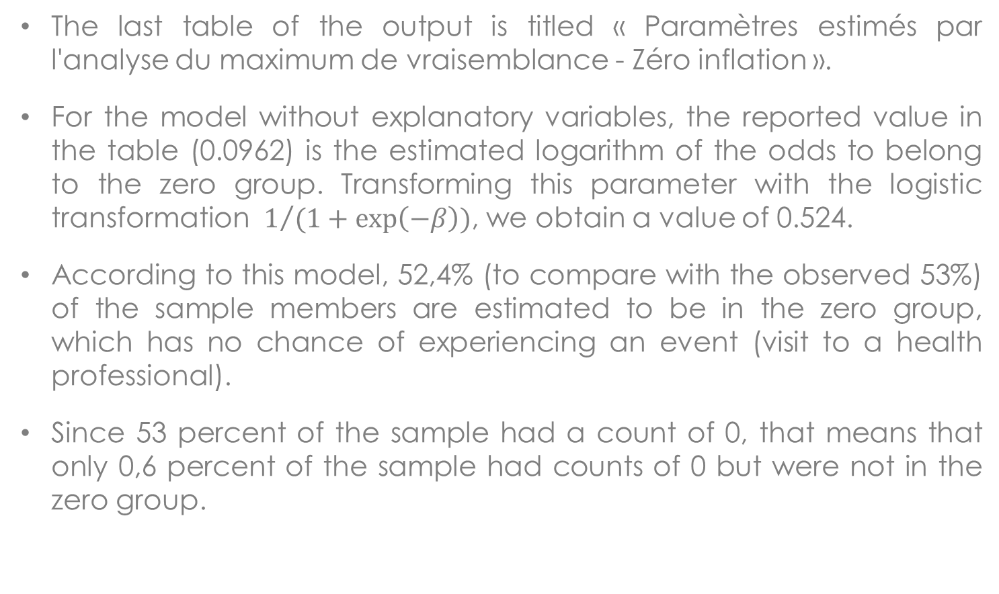 • The last table of the output is titled « Paramètres estimés par
l'analyse du maximum de vraisemblance - Zéro inflation ».
• For the model without explanatory variables, the reported value in
the table (0.0962) is the estimated logarithm of the odds to belong
to the zero group. Transforming this parameter with the logistic
transformation 1/(1 + exp(−β)), we obtain a value of 0.524.
• According to this model, 52,4% (to compare with the observed 53%)
of the sample members are estimated to be in the zero group,
which has no chance of experiencing an event (visit to a health
professional).
• Since 53 percent of the sample had a count of 0, that means that
only 0,6 percent of the sample had counts of 0 but were not in the
zero group.